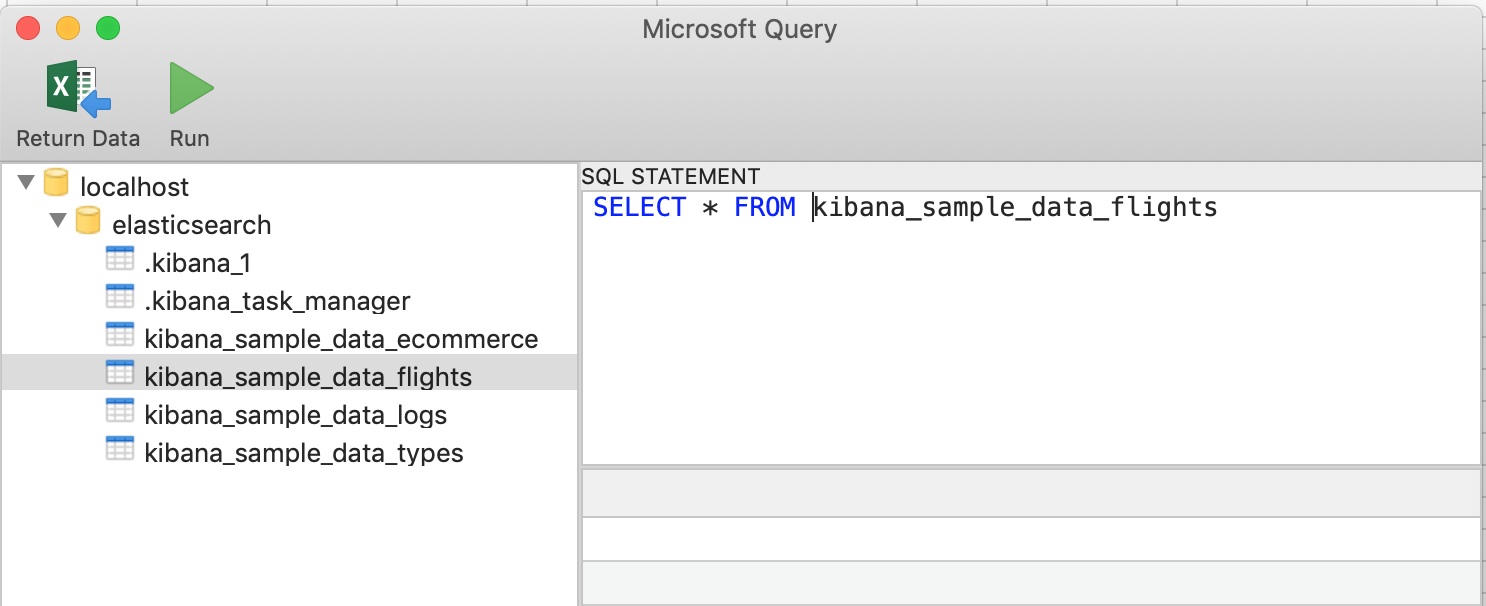 Microsoft Query
X
Return Data
Run
localhost
elasticsearch
.kibana_1
.kibana_task_manager
kibana_sample_data_ecommerce
kibana_sample_data_flights
kibana_sample_data_logs
kibana_sample_data_types
SQL STATEMENT
SELECT * FROM kibana_sample_data_flights